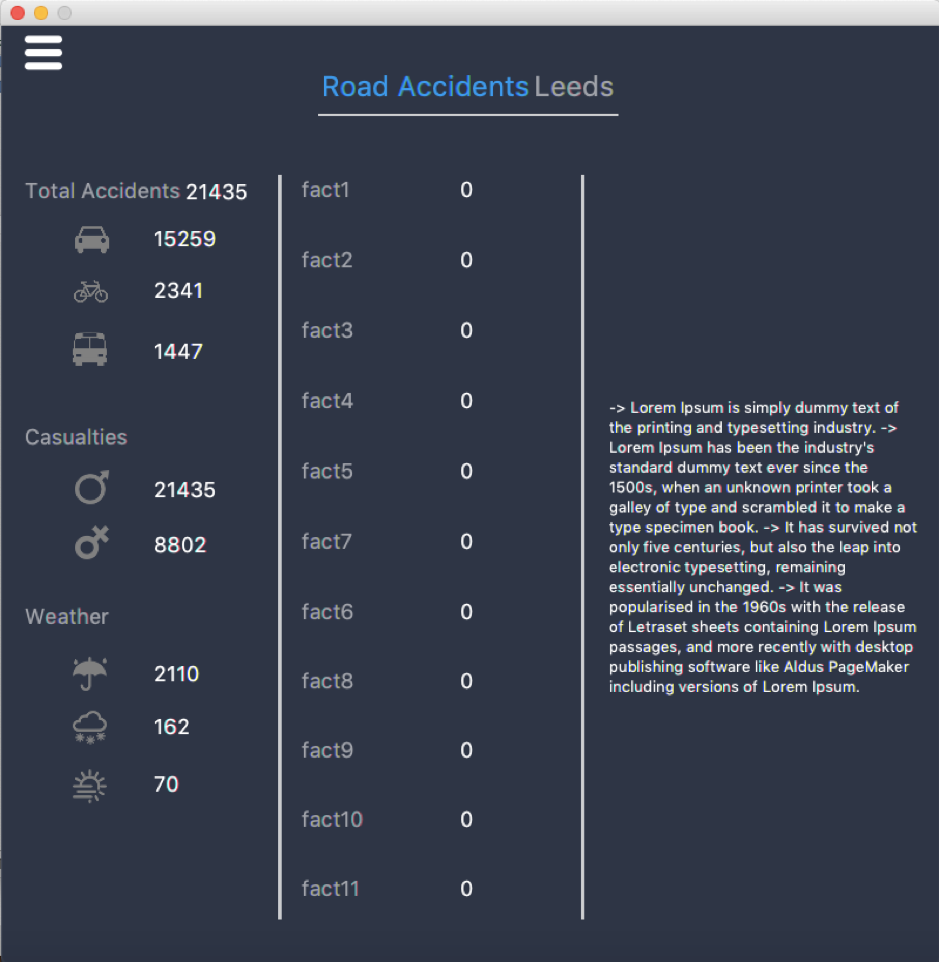 Road Accidents Leeds
Total Accidents 21435
15259
2341
1447
Casualties
21435
8802
Weather
2110
162
70
fact1 0
fact2 0
fact3 0
fact4 0
fact5 0
fact7 0
fact6 0
fact8 0
fact9 0
fact10 0
fact11 0
-> Lorem Ipsum is simply dummy text of
the printing and typesetting industry. ->
Lorem Ipsum has been the industry's
standard dummy text ever since the
1500s, when an unknown printer took a
galley of type and scrambled it to make a
type specimen book. -> It has survived not
only five centuries, but also the leap into
electronic typesetting, remaining
essentially unchanged. -> It was
popularised in the 1960s with the release
of Letraset sheets containing Lorem Ipsum
passages, and more recently with desktop
publishing software like Aldus PageMaker
including versions of Lorem Ipsum.